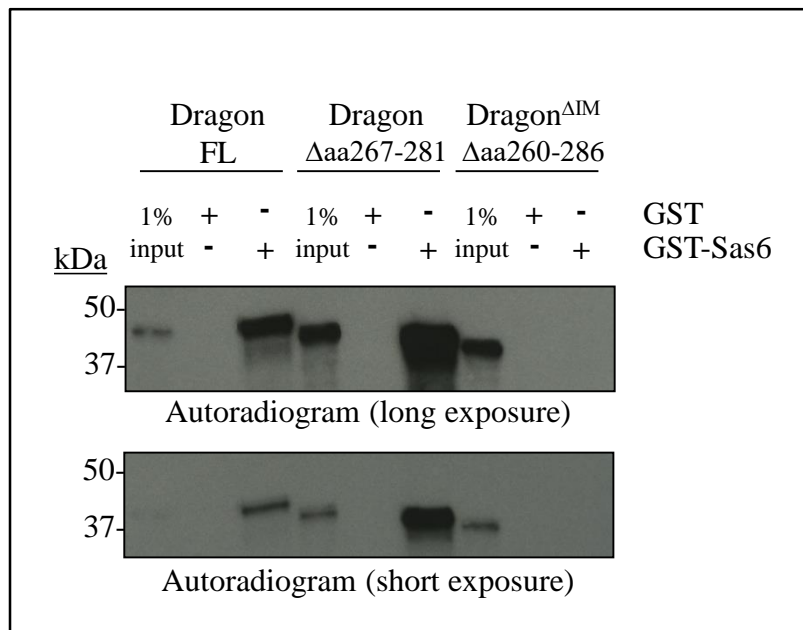 Dragon Dragon Dragon^ΔIM
FL Δaa267-281 Δaa260-286
1% + - 1% + - 1% + - GST
input - + input - + input - + GST-Sas6
kDa
50
37
Autoradiogram (long exposure)
50
37
Autoradiogram (short exposure)